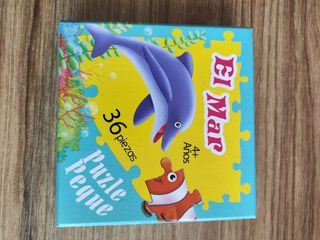 El Mar
4+
Años
36 piezas
Puzle
Peque